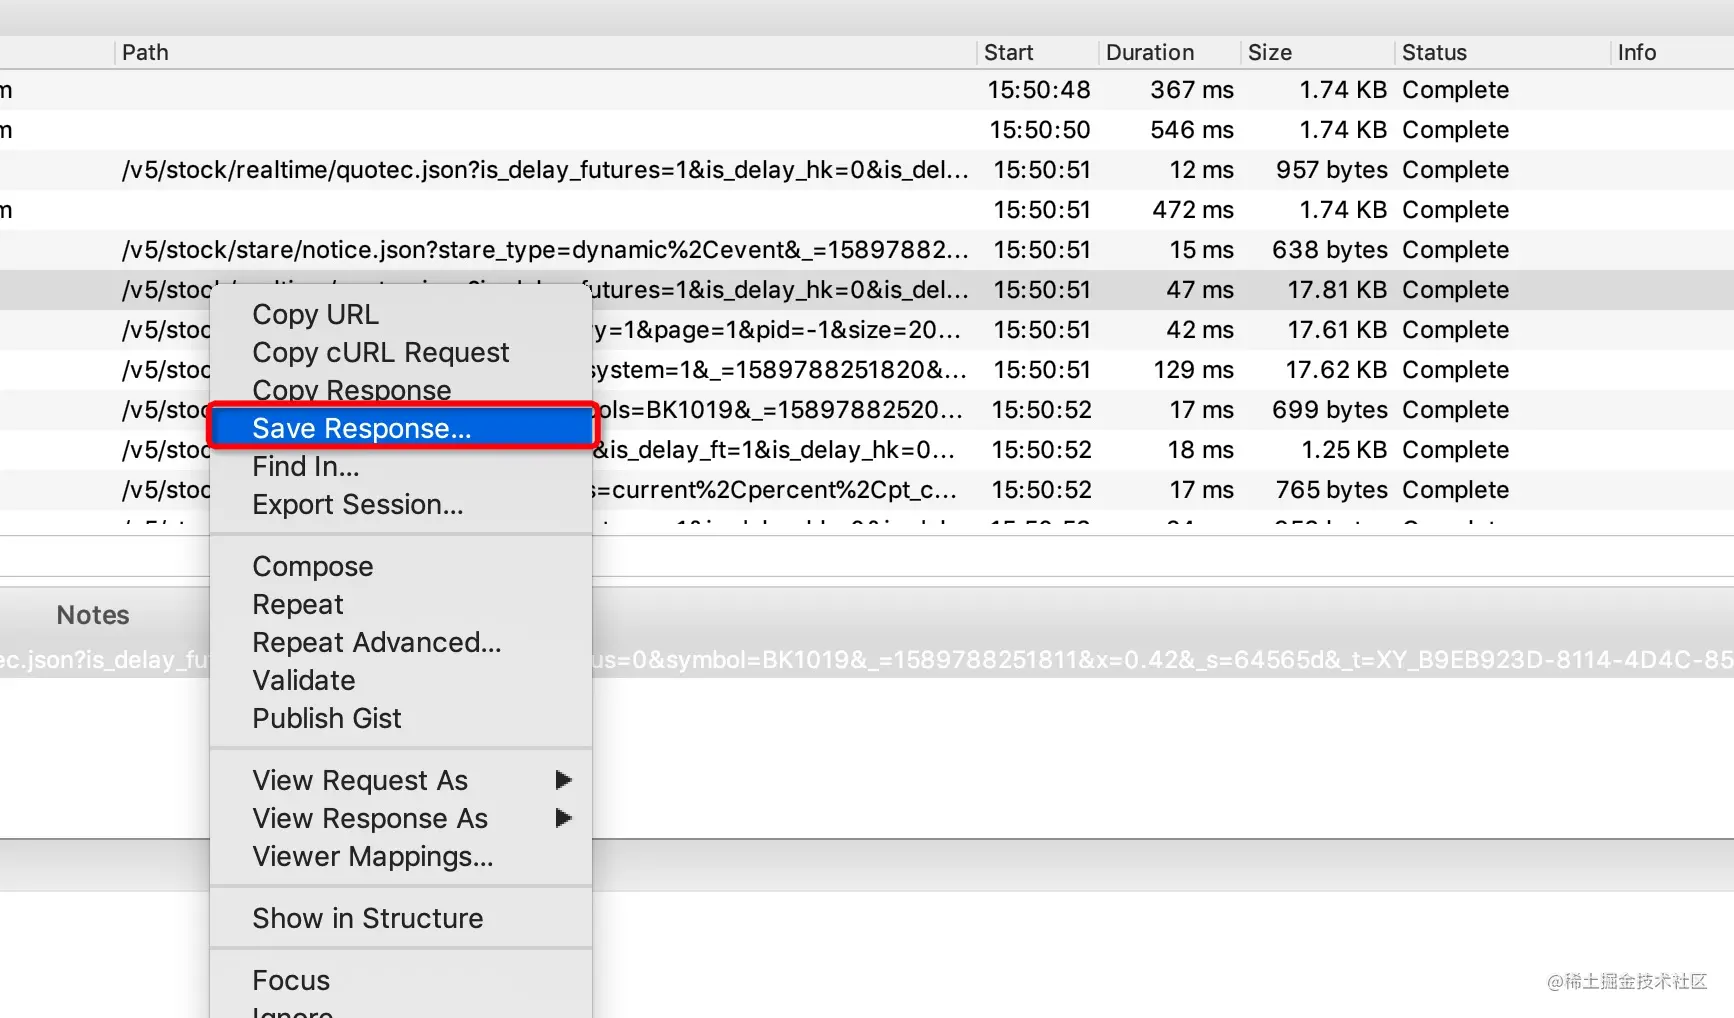 Path Start Duration Size Status Info
m 15:50:48 367 ms 1.74 KB Complete
m 15:50:50 546 ms 1.74 KB Complete
/v5/stock/realtime/quotec.json?is_delay_futures=1&is_delay_hk=0&is_del... 15:50:51 12 ms 957 bytes Complete
m 15:50:51 472 ms 1.74 KB Complete
/v5/stock/stare/notice.json?stare_type=dynamic%2Cevent&_=15897882... 15:50:51 15 ms 638 bytes Complete
/v5/stoc utures=1&is_delay_hk=0&is_del... 15:50:51 47 ms 17.81 KB Complete
/v5/stoc y=1&page=1&pid=-1&size=20... 15:50:51 42 ms 17.61 KB Complete
/v5/stoc ystem=1&_=1589788251820&... 15:50:51 129 ms 17.62 KB Complete
/v5/stoc ols=BK1019&_=15897882520... 15:50:52 17 ms 699 bytes Complete
/v5/stoc &is_delay_ft=1&is_delay_hk=0... 15:50:52 18 ms 1.25 KB Complete
/v5/stoc s=current%2Cpercent%2Cpt_c... 15:50:52 17 ms 765 bytes Complete
Copy URL
Copy cURL Request
Copy Response
Save Response...
Find In...
Export Session...
Compose
Repeat
Repeat Advanced...
Validate
Publish Gist
View Request As
View Response As
Viewer Mappings...
Show in Structure
Focus
Ignore
Notes
ec.json?is_delay_fu us=0&symbol=BK1019&_=1589788251811&x=0.42&_s=64565d&_t=XY_B9EB923D-8114-4D4C-85
@稀土掘金技术社区